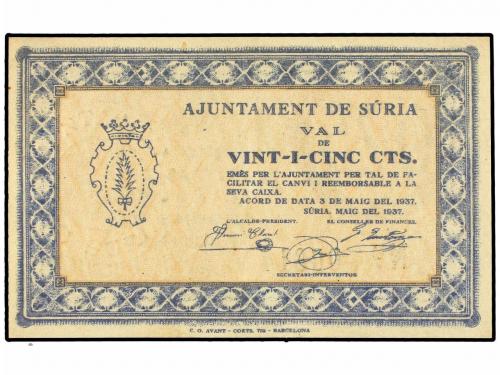 AJUNTAMENT DE SÚRIA
VAL
DE
VINT-I-CINC CTS.
EMÈS PER L'AJUNTAMENT PER TAL DE FA-
CILITAR EL CANVI I REEMBORSABLE A LA
SEVA CAIXA.
ACORD DE DATA 3 DE MAIG DEL 1937.
SÚRIA, MAIG DEL 1937.
L'ALCALDE-PRESIDENT, EL CONSELLER DE FINANCES,
SECRETARI-INTERVENTOR
C. O. AVANT - CORTS, 719 - BARCELONA